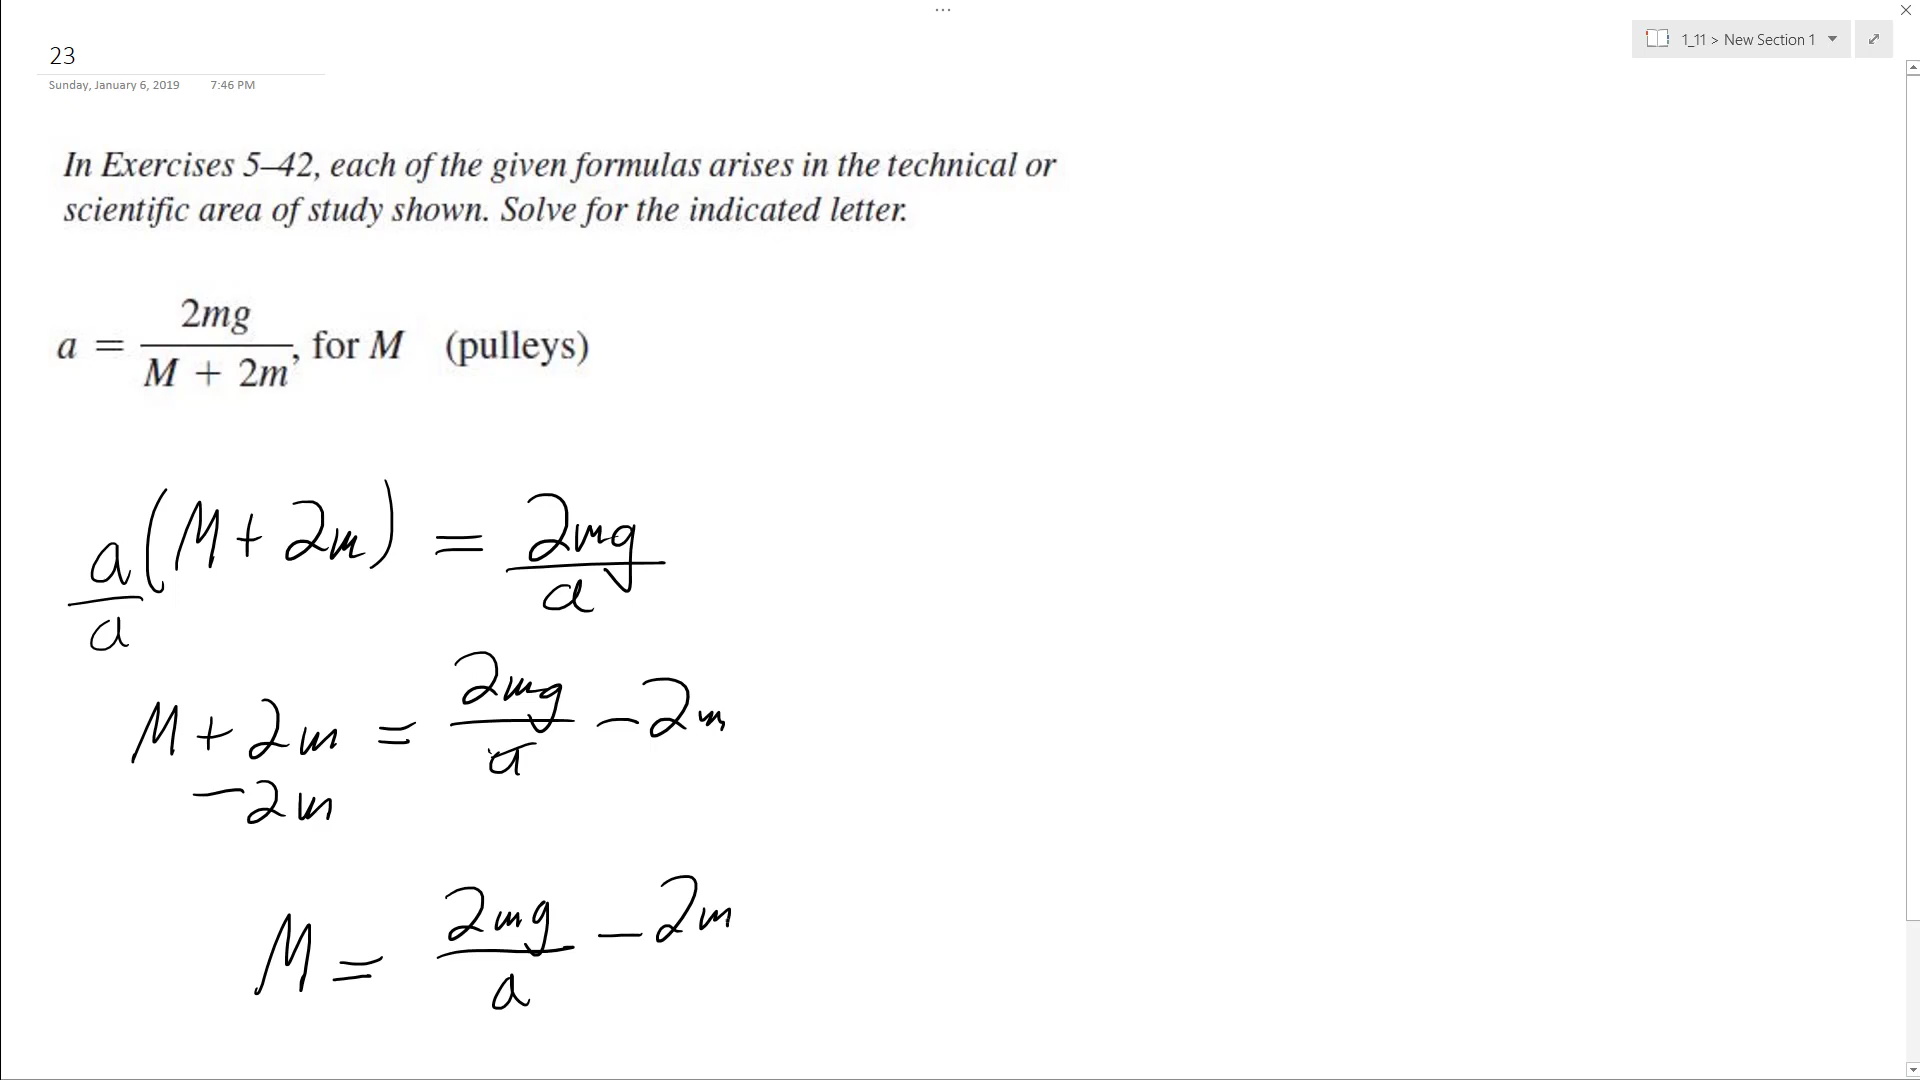 ...
1_11 > New Section 1
23
Sunday, January 6, 2019 7:46 PM
In Exercises 5–42, each of the given formulas arises in the technical or
scientific area of study shown. Solve for the indicated letter.
a = 2mg / (M + 2m), for M (pulleys)
a(M + 2m) / a = 2mg / a
M + 2m = 2mg / a - 2m
-2m
M = 2mg / a - 2m